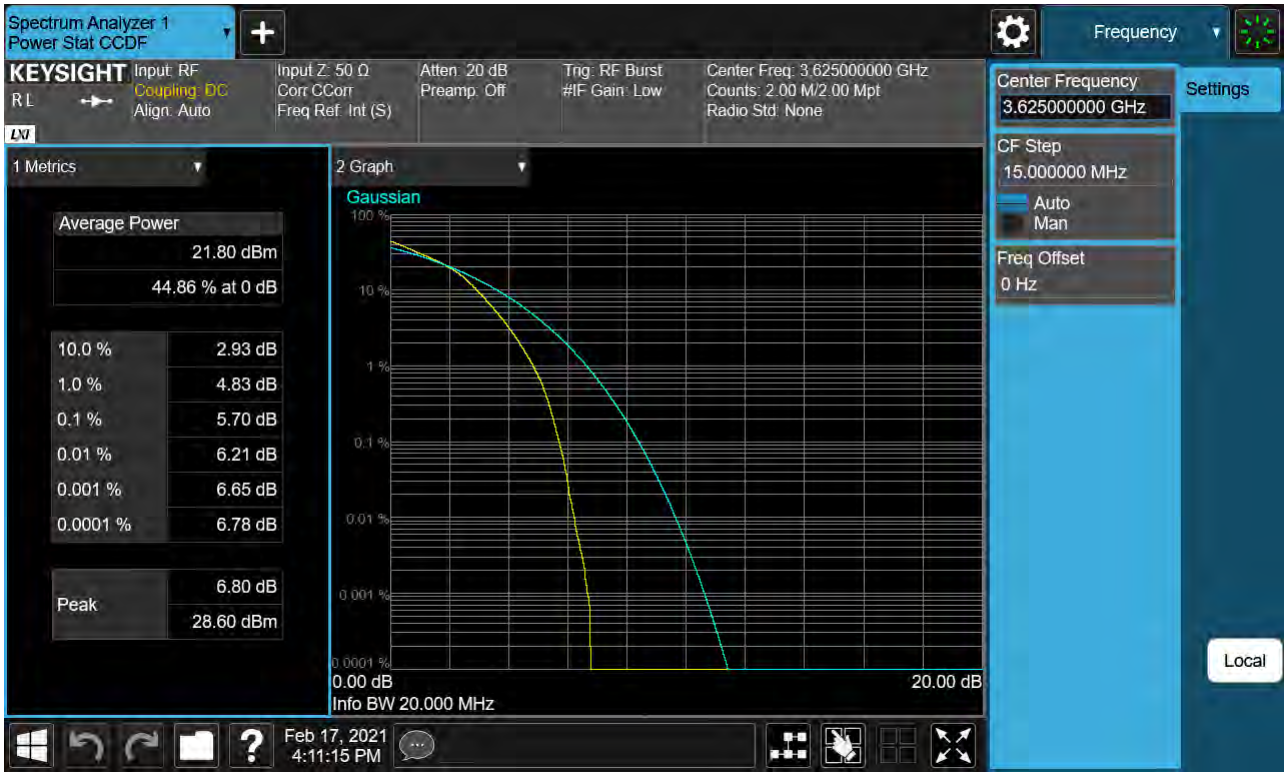 Spectrum Analyzer 1
Power Stat CCDF
+
Frequency
KEYSIGHT
RL
LXI
Input: RF
Coupling: DC
Align: Auto
Input Z: 50 Ω
Corr CCorr
Freq Ref: Int (S)
Atten: 20 dB
Preamp: Off
Trig: RF Burst
#IF Gain: Low
Center Freq: 3.625000000 GHz
Counts: 2.00 M/2.00 Mpt
Radio Std: None
Center Frequency
3.625000000 GHz
Settings
CF Step
15.000000 MHz
Auto
Man
Freq Offset
0 Hz
Local
1 Metrics
Average Power
21.80 dBm
44.86 % at 0 dB
10.0 % 2.93 dB
1.0 % 4.83 dB
0.1 % 5.70 dB
0.01 % 6.21 dB
0.001 % 6.65 dB
0.0001 % 6.78 dB
Peak
6.80 dB
28.60 dBm
2 Graph
Gaussian
100 %
10 %
1 %
0.1 %
0.01 %
0.001 %
0.0001 %
0.00 dB 20.00 dB
Info BW 20.000 MHz
?
Feb 17, 2021
4:11:15 PM